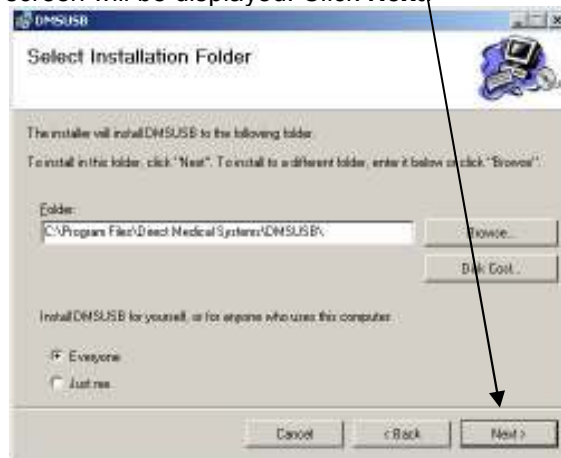 screen will be displayed. Click Next.
DMSUSB
Select Installation Folder
The installer will install DMSUSB to the following folder.
To install in this folder, click "Next". To install to a different folder, enter it below or click "Browse".
Folder:
C:\Program Files\Direct Medical Systems\DMSUSB\
Browse...
Disk Cost...
Install DMSUSB for yourself, or for anyone who uses this computer:
Everyone
Just me
Cancel
< Back
Next >